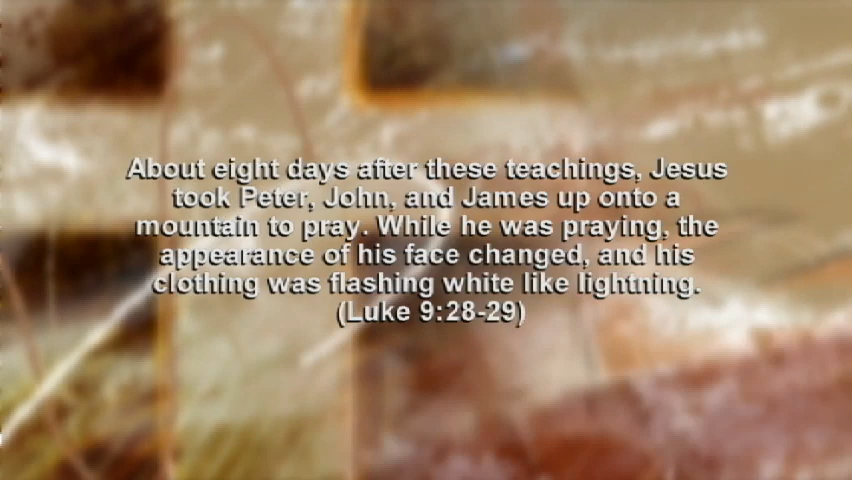 About eight days after these teachings, Jesus
took Peter, John, and James up onto a
mountain to pray. While he was praying, the
appearance of his face changed, and his
clothing was flashing white like lightning.
(Luke 9:28-29)